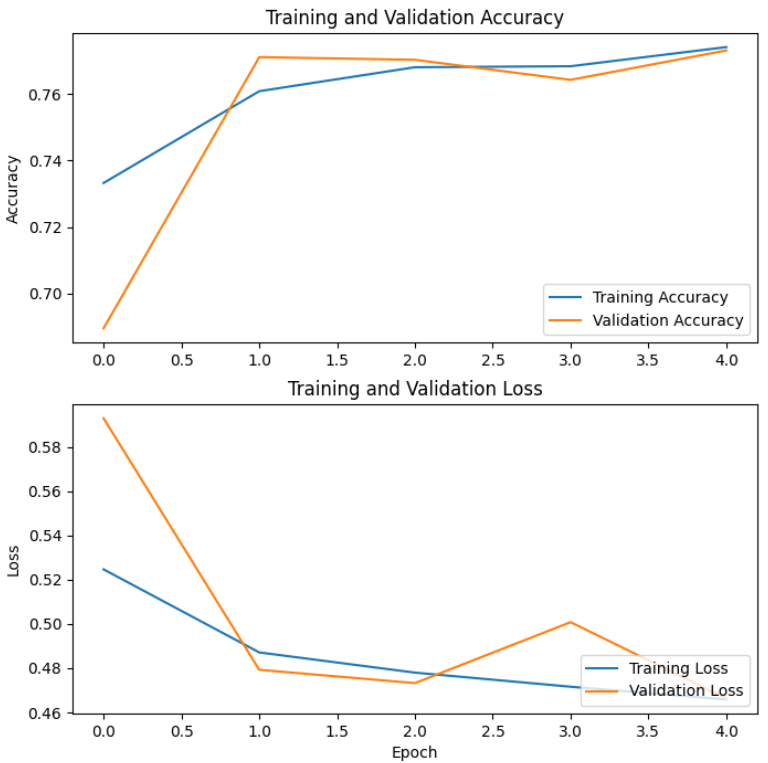 Training and Validation Accuracy
Accuracy
0.76
0.74
0.72
0.70
Training Accuracy
Validation Accuracy
0.0 0.5 1.0 1.5 2.0 2.5 3.0 3.5 4.0
Training and Validation Loss
Loss
0.58
0.56
0.54
0.52
0.50
0.48
0.46
Training Loss
Validation Loss
0.0 0.5 1.0 1.5 2.0 2.5 3.0 3.5 4.0
Epoch